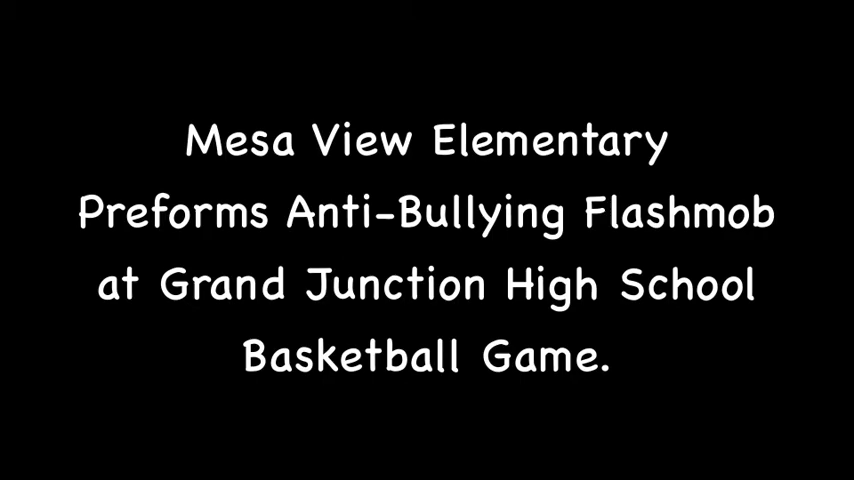 Mesa View Elementary
Preforms Anti-Bullying Flashmob
at Grand Junction High School
Basketball Game.